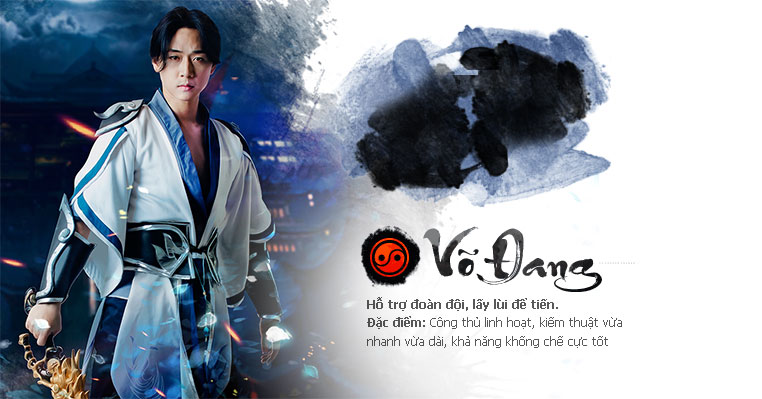 Võ Đang
Hỗ trợ đoàn đội, lấy lùi để tiến.
Đặc điểm: Công thủ linh hoạt, kiếm thuật vừa
nhanh vừa dài, khả năng khống chế cực tốt